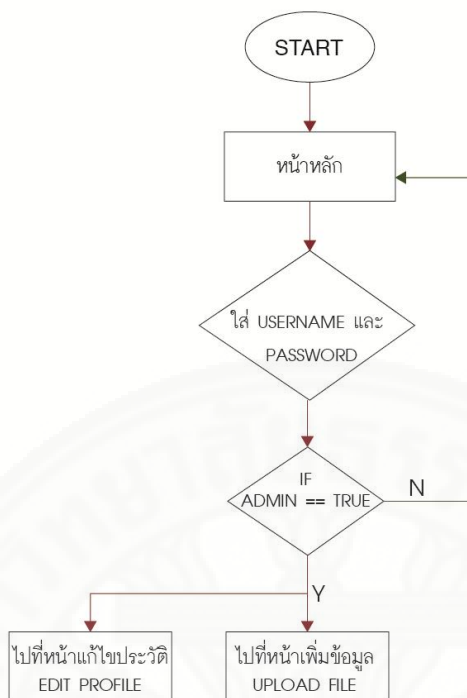 START
หน้าหลัก
ใส่ USERNAME และ
PASSWORD
IF
ADMIN == TRUE
N
Y
ไปที่หน้าแก้ไขประวัติ
EDIT PROFILE
ไปที่หน้าเพิ่มข้อมูล
UPLOAD FILE